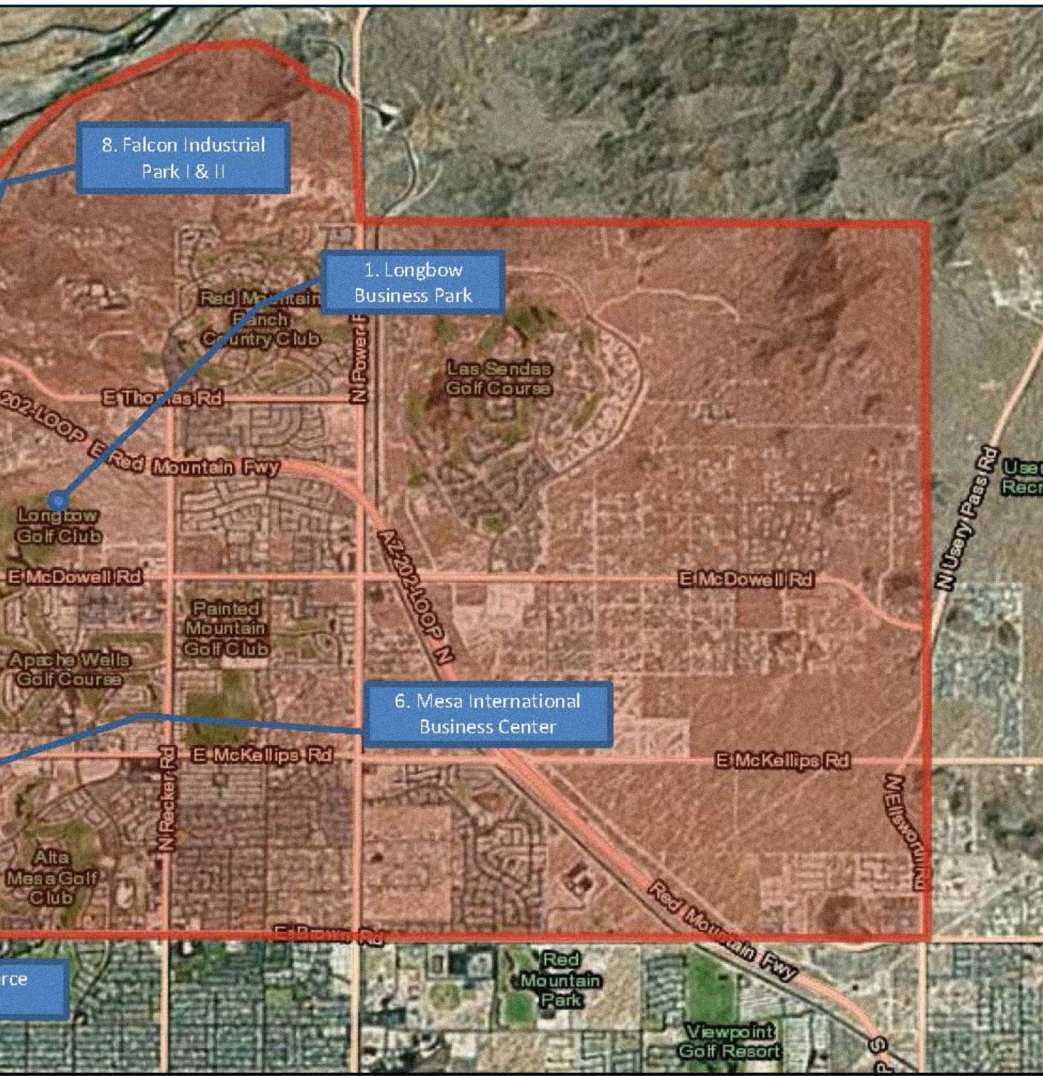 8. Falcon Industrial
Park I & II
1. Longbow
Business Park
Red Mountain
Ranch
Country Club
Las Sendas
Golf Course
N Power
E Thomas Rd
202-LOOP
E Red Mountain Fwy
Longbow
Golf Club
AZ-202-LOOP N
N Usery Pass Rd
E McDowell Rd
E McDowell Rd
Painted
Mountain
Golf Club
Apache Wells
Golf Course
6. Mesa International
Business Center
E McKellips Rd
E McKellips Rd
N Recker Rd
N Ellsworth Rd
Alta
Mesa Golf
Club
Red Mountain Fwy
E Brown Rd
Red
Mountain
Park
Viewpoint
Golf Resort